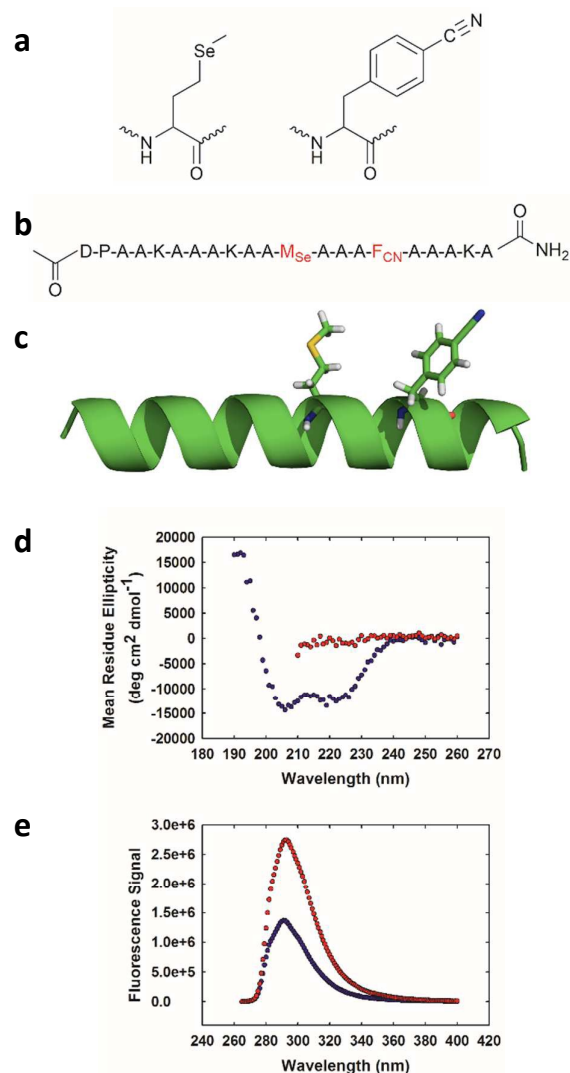 a
Se
N
H
O
C
N
N
H
O
b
O
D-P-A-A-K-A-A-A-K-A-A-M_Se-A-A-A-F_CN-A-A-A-K-A
O
NH₂
c
d
Mean Residue Ellipticity
(deg cm² dmol⁻¹)
20000
15000
10000
5000
0
-5000
-10000
-15000
-20000
180 190 200 210 220 230 240 250 260 270
Wavelength (nm)
e
Fluorescence Signal
3.0e+6
2.5e+6
2.0e+6
1.5e+6
1.0e+6
5.0e+5
0.0
240 260 280 300 320 340 360 380 400 420
Wavelength (nm)